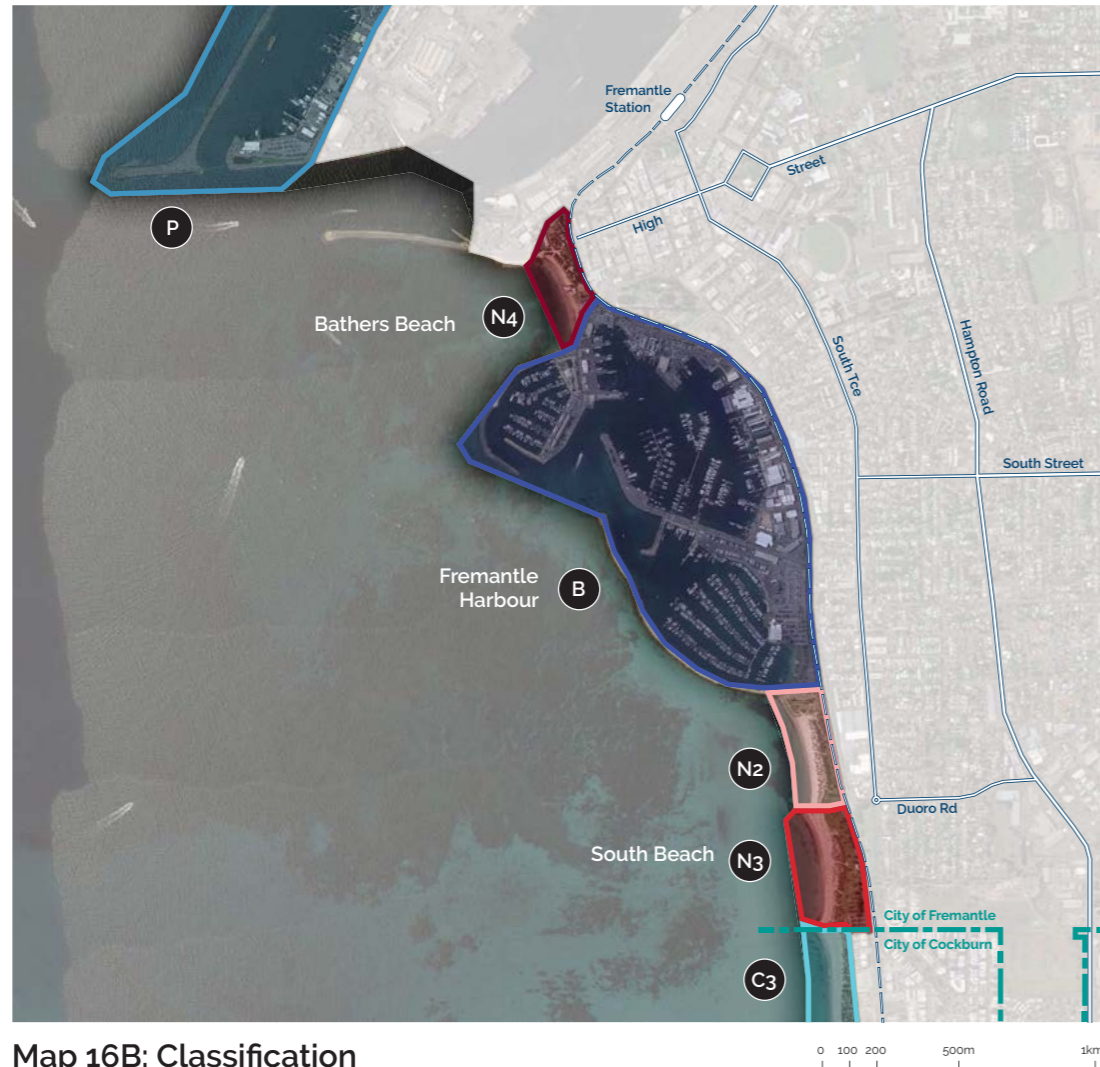 Fremantle
Station
Street
High
P
Bathers Beach
N4
South Tce
Hampton Road
South Street
Fremantle
Harbour
B
N2
Duoro Rd
South Beach
N3
City of Fremantle
City of Cockburn
C3
Map 16B: Classification
0 100 200 500m 1km